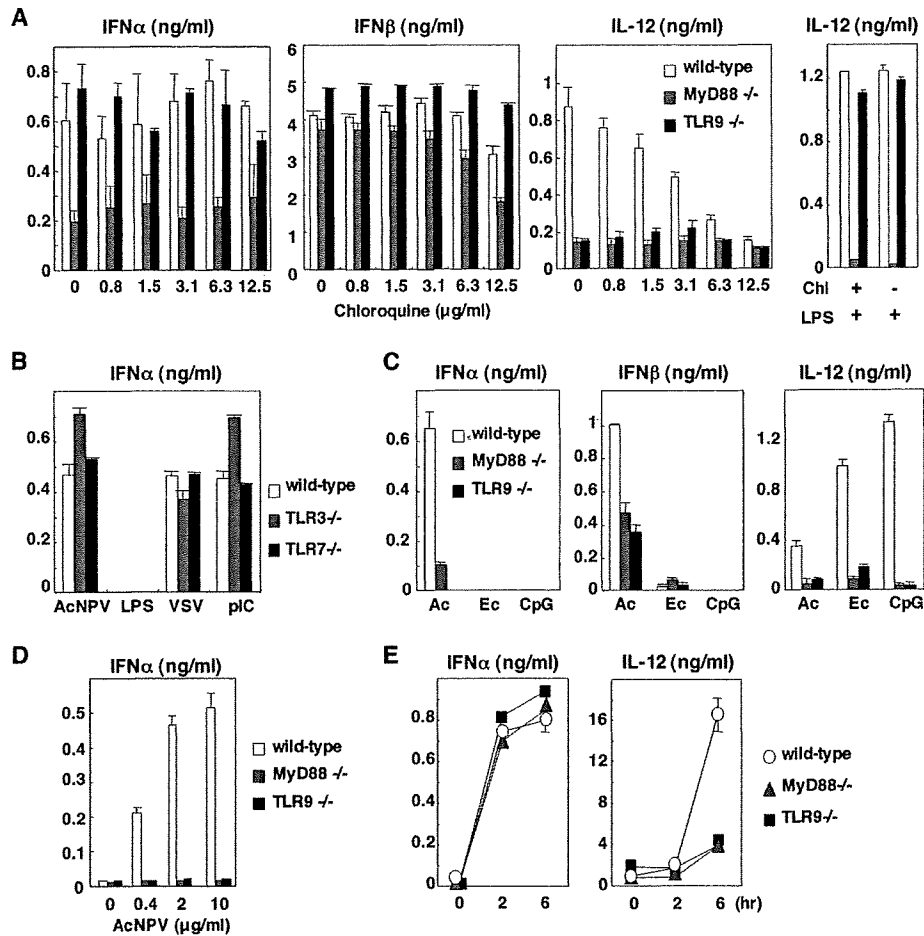 A
IFNα (ng/ml)
0.8
0.6
0.4
0.2
0
0 0.8 1.5 3.1 6.3 12.5
IFNβ (ng/ml)
6
5
4
3
2
1
0
0 0.8 1.5 3.1 6.3 12.5
Chloroquine (µg/ml)
IL-12 (ng/ml)
wild-type
MyD88 -/-
TLR9 -/-
1
0.8
0.6
0.4
0.2
0
0 0.8 1.5 3.1 6.3 12.5
IL-12 (ng/ml)
1.2
0.8
0.4
0
Chl + -
LPS + +
B
IFNα (ng/ml)
0.6
0.4
0.2
0
AcNPV LPS VSV pIC
wild-type
TLR3-/-
TLR7-/-
C
IFNα (ng/ml)
wild-type
MyD88 -/-
TLR9 -/-
0.6
0.4
0.2
0
Ac Ec CpG
IFNβ (ng/ml)
1
0.8
0.6
0.4
0.2
0
Ac Ec CpG
IL-12 (ng/ml)
1.2
0.8
0.4
0
Ac Ec CpG
D
IFNα (ng/ml)
0.5
0.4
0.3
0.2
0.1
0
0 0.4 2 10
AcNPV (µg/ml)
wild-type
MyD88 -/-
TLR9 -/-
E
IFNα (ng/ml)
0.8
0.6
0.4
0.2
0
0 2 6
IL-12 (ng/ml)
16
12
8
4
0
0 2 6 (hr)
wild-type
MyD88-/-
TLR9-/-